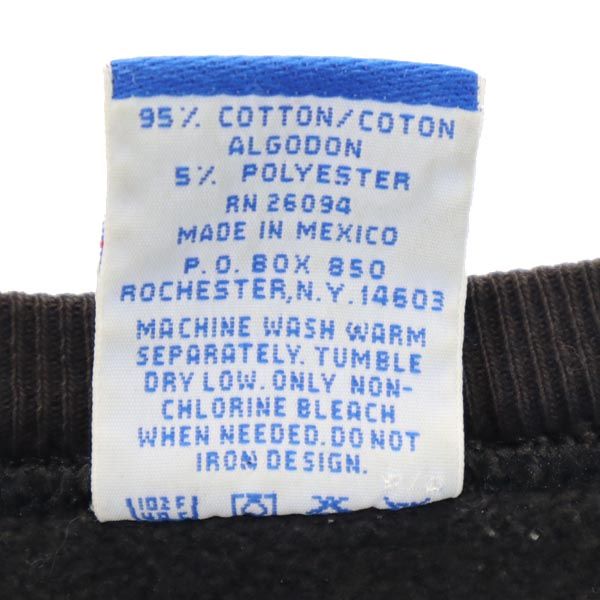 95% COTTON/COTON
ALGODON
5% POLYESTER
RN 26094
MADE IN MEXICO
P.O. BOX 850
ROCHESTER, N.Y. 14603
MACHINE WASH WARM
SEPARATELY. TUMBLE
DRY LOW. ONLY NON-
CHLORINE BLEACH
WHEN NEEDED. DO NOT
IRON DESIGN.